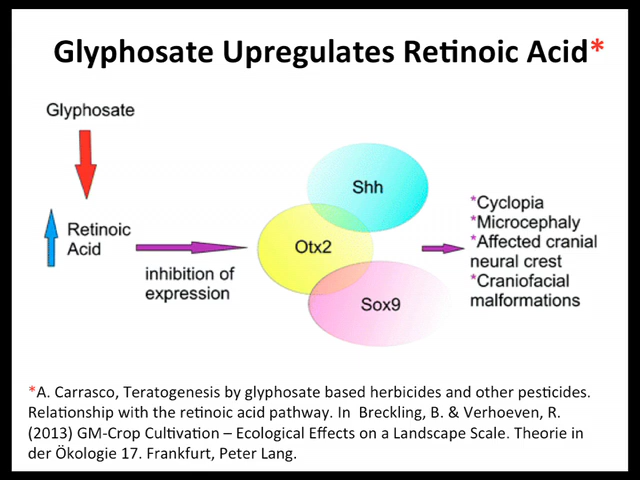 Glyphosate Upregulates Retinoic Acid*
Glyphosate
Retinoic
Acid
inhibition of
expression
Shh
Otx2
Sox9
*Cyclopia
*Microcephaly
*Affected cranial
neural crest
*Craniofacial
malformations
*A. Carrasco, Teratogenesis by glyphosate based herbicides and other pesticides.
Relationship with the retinoic acid pathway. In  Breckling, B. & Verhoeven, R.
(2013) GM-Crop Cultivation – Ecological Effects on a Landscape Scale. Theorie in
der Ökologie 17. Frankfurt, Peter Lang.